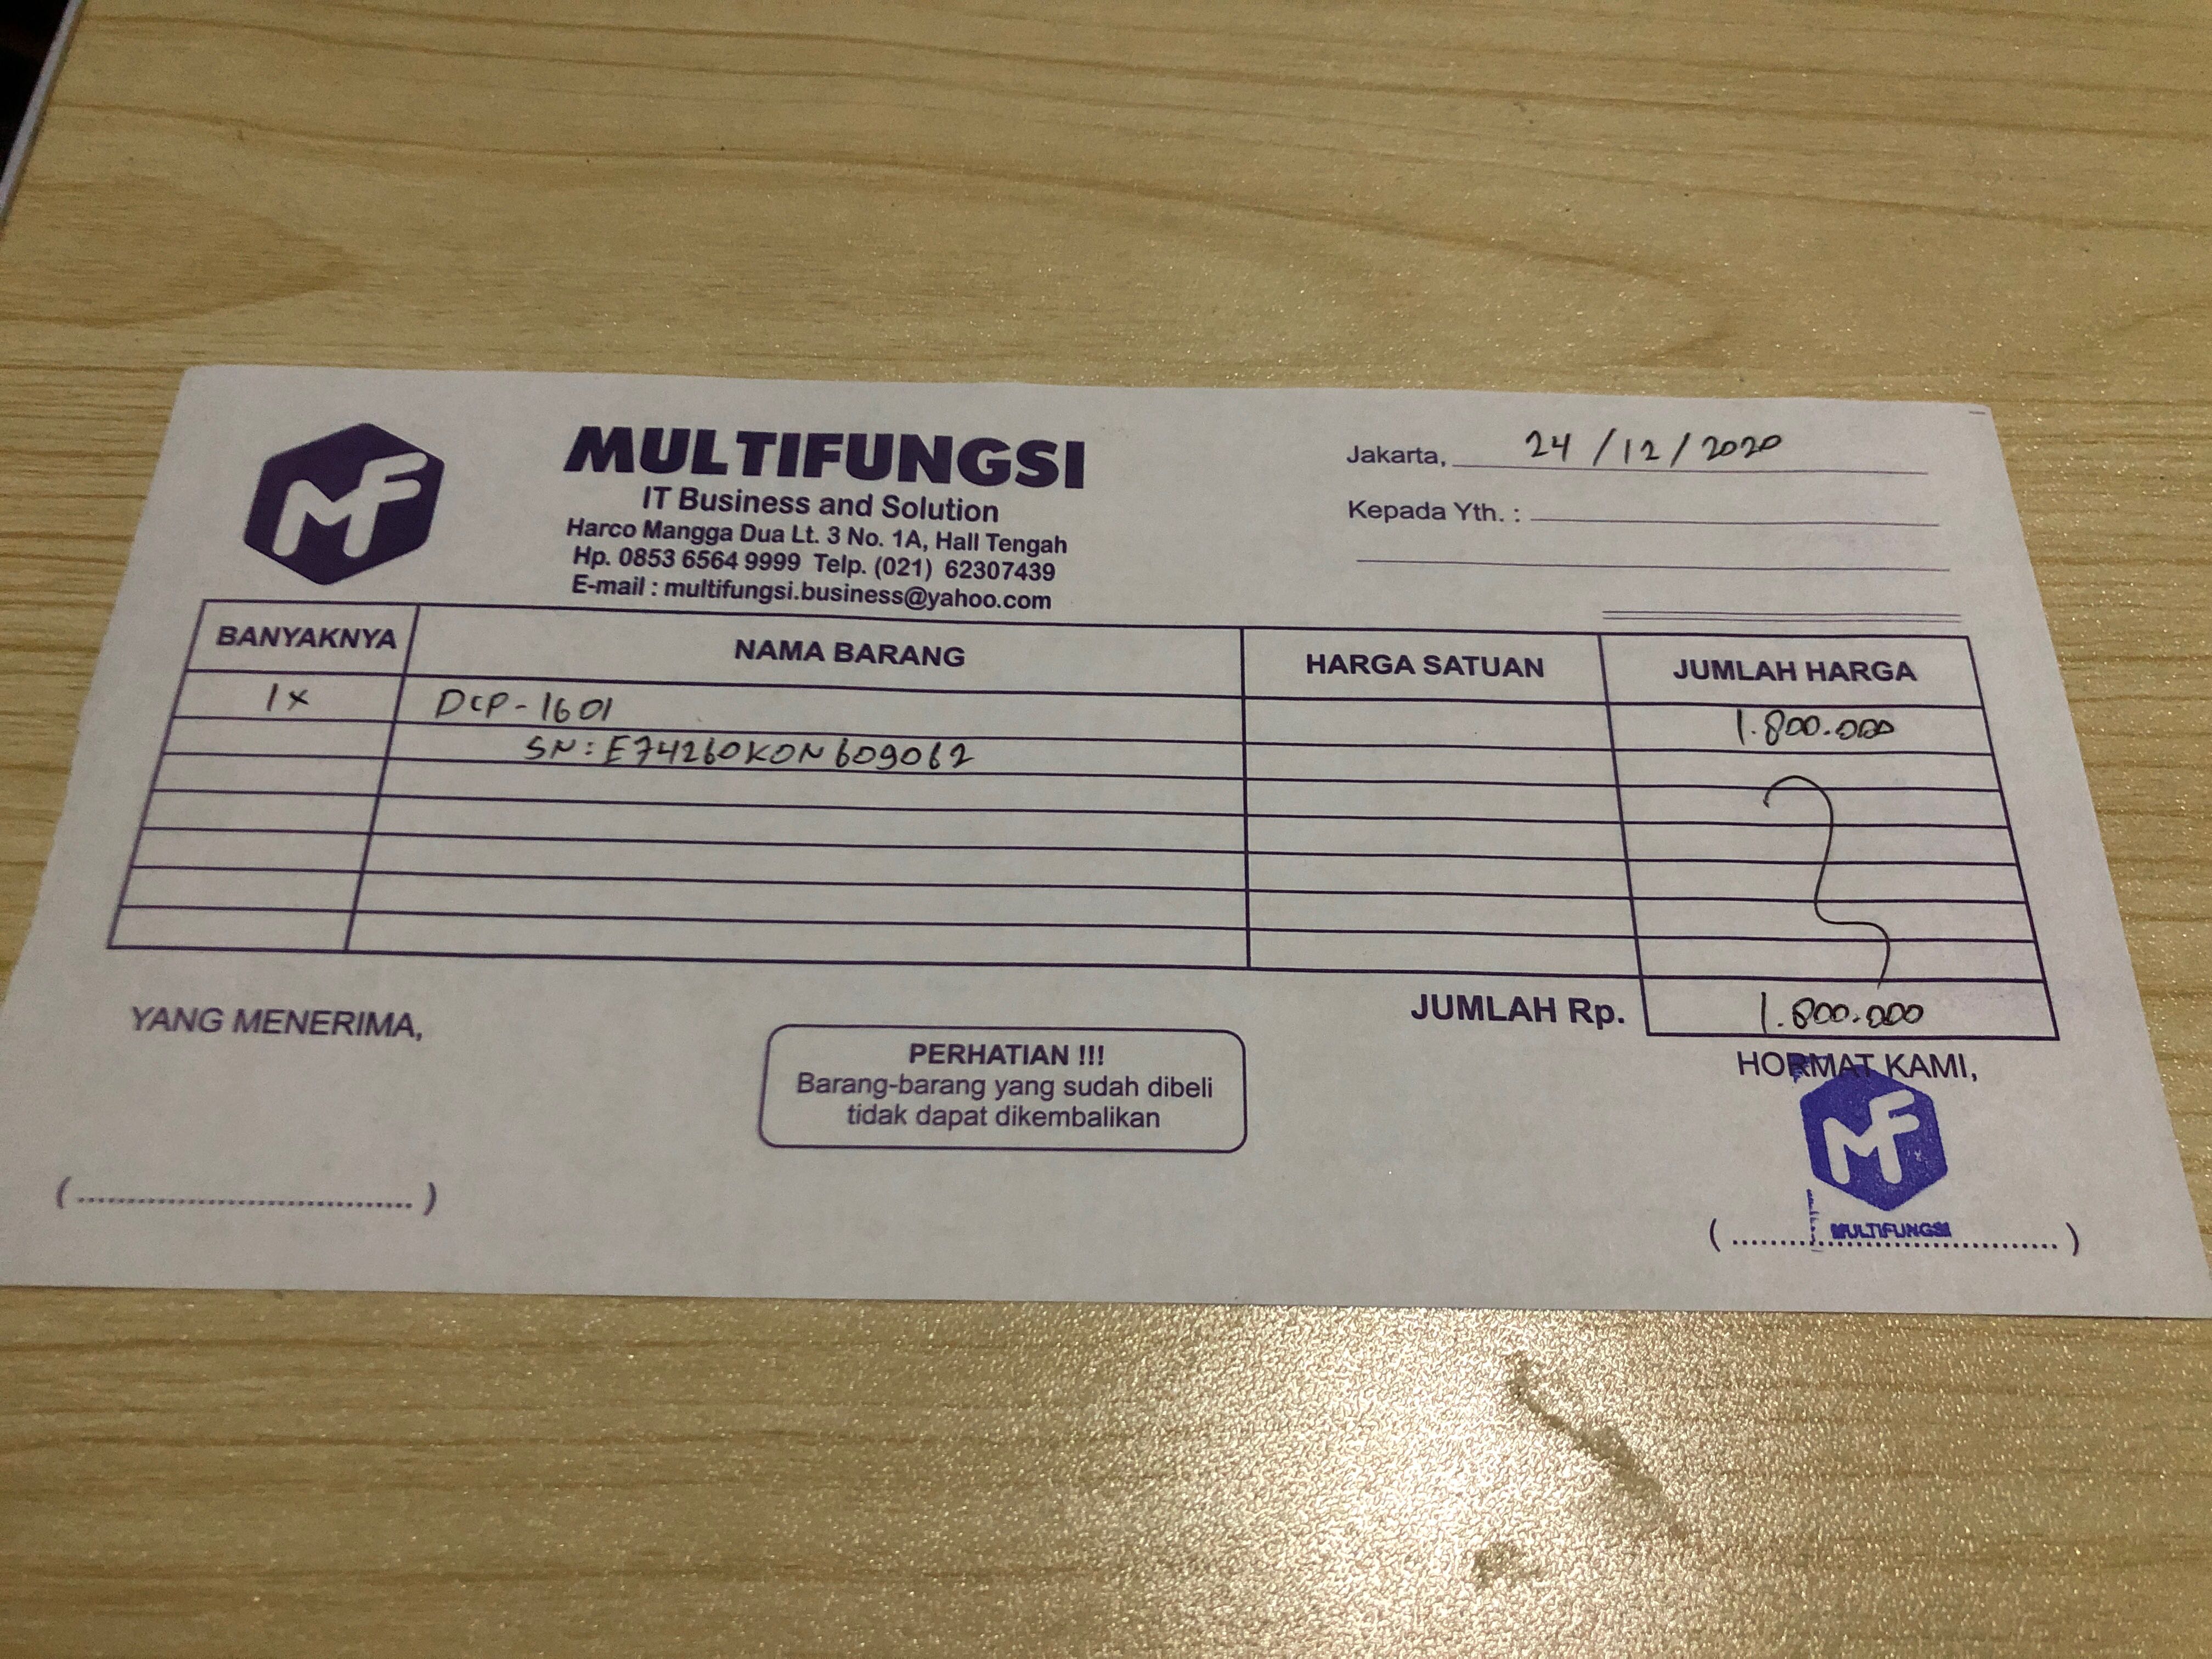 MF
MULTIFUNGSI
IT Business and Solution
Harco Mangga Dua Lt. 3 No. 1A, Hall Tengah
Hp. 0853 6564 9999 Telp. (021) 62307439
E-mail : multifungsi.business@yahoo.com
Jakarta, 24/12/2020
Kepada Yth. :
BANYAKNYA NAMA BARANG HARGA SATUAN JUMLAH HARGA
1x DCP-1601 1.800.000
SN: E74260K0N609062
JUMLAH Rp. 1.800.000
YANG MENERIMA,
PERHATIAN !!!
Barang-barang yang sudah dibeli
tidak dapat dikembalikan
HORMAT KAMI,
MF
MULTIFUNGSI